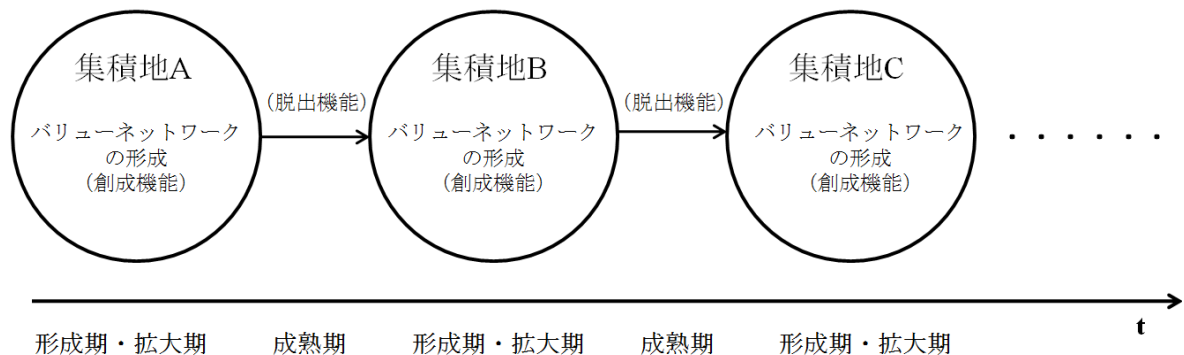 集積地A
バリューネットワーク
の形成
（創成機能）
（脱出機能）
集積地B
バリューネットワーク
の形成
（創成機能）
（脱出機能）
集積地C
バリューネットワーク
の形成
（創成機能）
・・・・・・
t
形成期・拡大期 成熟期 形成期・拡大期 成熟期 形成期・拡大期